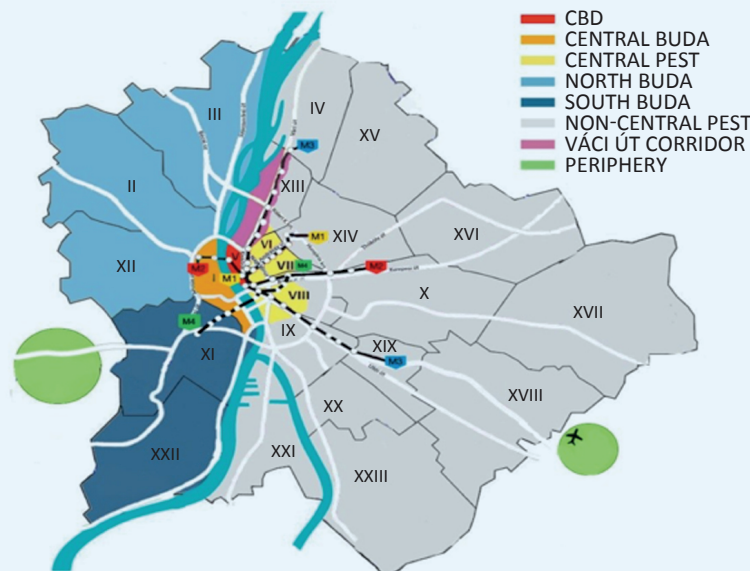 CBD
CENTRAL BUDA
CENTRAL PEST
NORTH BUDA
SOUTH BUDA
NON-CENTRAL PEST
VÁCI ÚT CORRIDOR
PERIPHERY
III
IV
XV
M3
II
XIII
XIV
XVI
M1
VI
XII
V
VII
M4
M2
M2
I
M1
VIII
X
XVII
M4
IX
XI
XIX
M3
XVIII
XX
XXII
XXI
XXIII